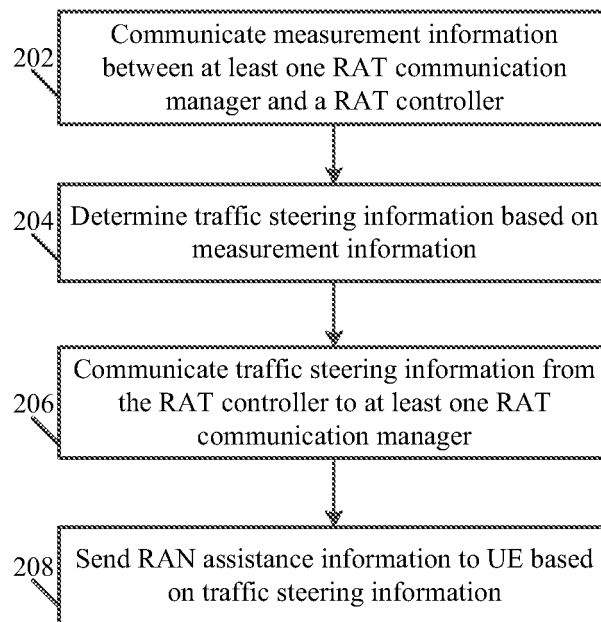 202
Communicate measurement information
between at least one RAT communication
manager and a RAT controller
204
Determine traffic steering information based on
measurement information
206
Communicate traffic steering information from
the RAT controller to at least one RAT
communication manager
208
Send RAN assistance information to UE based
on traffic steering information